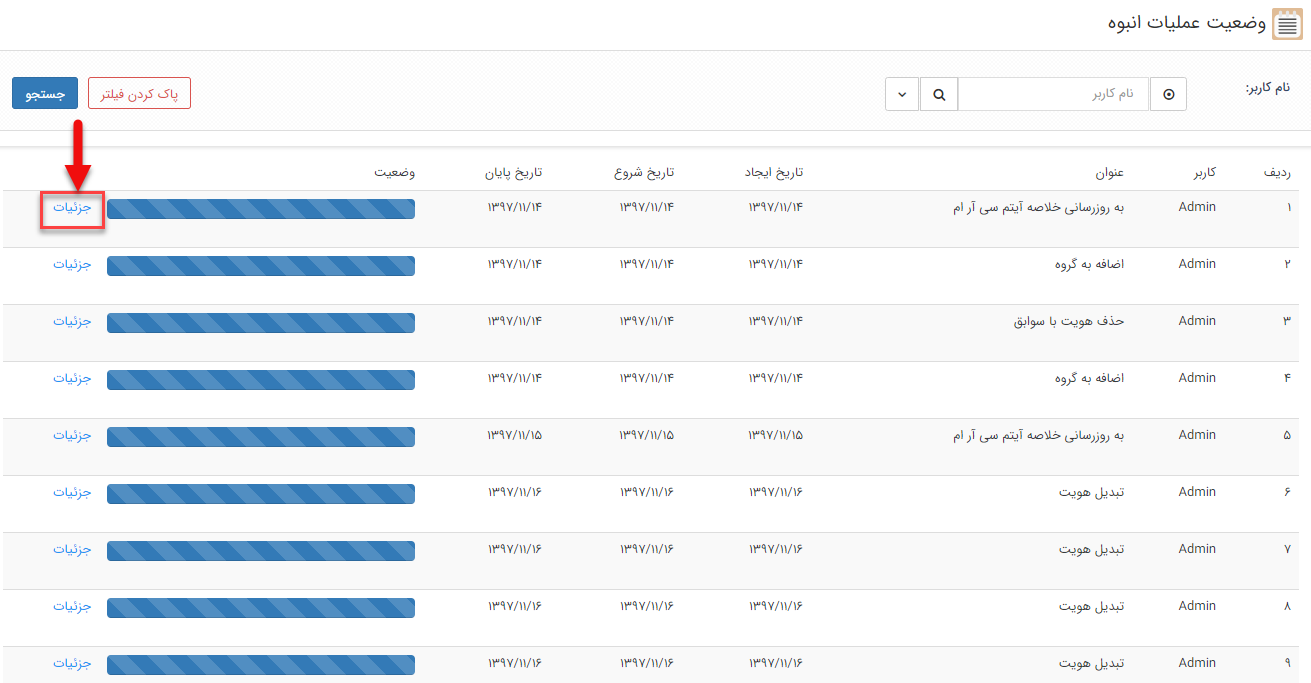 وضعیت عملیات انبوه
نام کاربر: نام کاربر پاک کردن فیلتر جستجو
ردیف کاربر عنوان تاریخ ایجاد تاریخ شروع تاریخ پایان وضعیت
۱ Admin به روزرسانی خلاصه آیتم سی آر ام ۱۳۹۷/۱۱/۱۴ ۱۳۹۷/۱۱/۱۴ ۱۳۹۷/۱۱/۱۴ جزئیات
۲ Admin اضافه به گروه ۱۳۹۷/۱۱/۱۴ ۱۳۹۷/۱۱/۱۴ ۱۳۹۷/۱۱/۱۴ جزئیات
۳ Admin حذف هویت با سوابق ۱۳۹۷/۱۱/۱۴ ۱۳۹۷/۱۱/۱۴ ۱۳۹۷/۱۱/۱۴ جزئیات
۴ Admin اضافه به گروه ۱۳۹۷/۱۱/۱۴ ۱۳۹۷/۱۱/۱۴ ۱۳۹۷/۱۱/۱۴ جزئیات
۵ Admin به روزرسانی خلاصه آیتم سی آر ام ۱۳۹۷/۱۱/۱۵ ۱۳۹۷/۱۱/۱۵ ۱۳۹۷/۱۱/۱۵ جزئیات
۶ Admin تبدیل هویت ۱۳۹۷/۱۱/۱۶ ۱۳۹۷/۱۱/۱۶ ۱۳۹۷/۱۱/۱۶ جزئیات
۷ Admin تبدیل هویت ۱۳۹۷/۱۱/۱۶ ۱۳۹۷/۱۱/۱۶ ۱۳۹۷/۱۱/۱۶ جزئیات
۸ Admin تبدیل هویت ۱۳۹۷/۱۱/۱۶ ۱۳۹۷/۱۱/۱۶ ۱۳۹۷/۱۱/۱۶ جزئیات
۹ Admin تبدیل هویت ۱۳۹۷/۱۱/۱۶ ۱۳۹۷/۱۱/۱۶ ۱۳۹۷/۱۱/۱۶ جزئیات